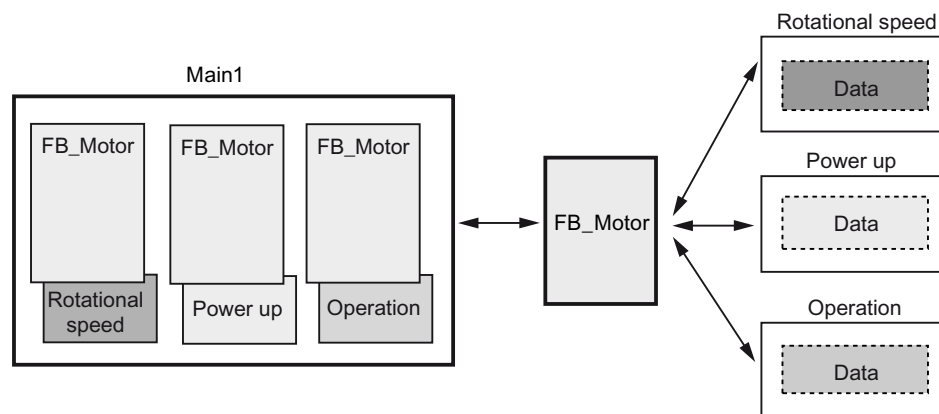 Main1
FB_Motor
FB_Motor
FB_Motor
Rotational
speed
Power up
Operation
FB_Motor
Rotational speed
Data
Power up
Data
Operation
Data